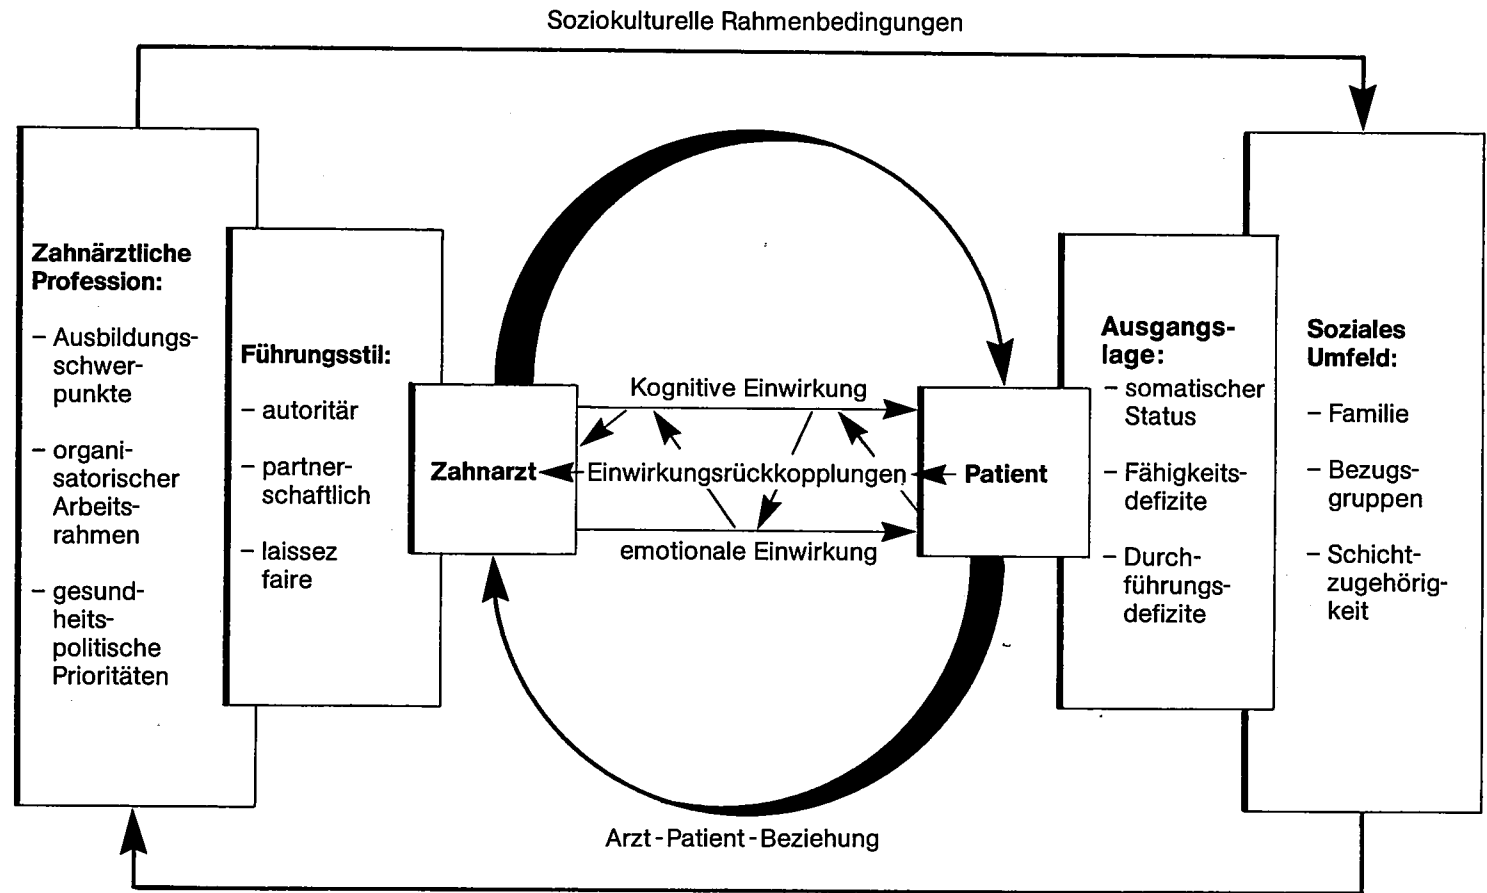 Soziokulturelle Rahmenbedingungen
Zahnärztliche
Profession:
– Ausbildungs-
schwer-
punkte
– organi-
satorischer
Arbeits-
rahmen
– gesund-
heits-
politische
Prioritäten
Führungsstil:
– autoritär
– partner-
schaftlich
– laissez
faire
Zahnarzt
Kognitive Einwirkung
Einwirkungsrückkopplungen
emotionale Einwirkung
Patient
Ausgangs-
lage:
– somatischer
Status
– Fähigkeits-
defizite
– Durch-
führungs-
defizite
Soziales
Umfeld:
– Familie
– Bezugs-
gruppen
– Schicht-
zugehörig-
keit
Arzt-Patient-Beziehung